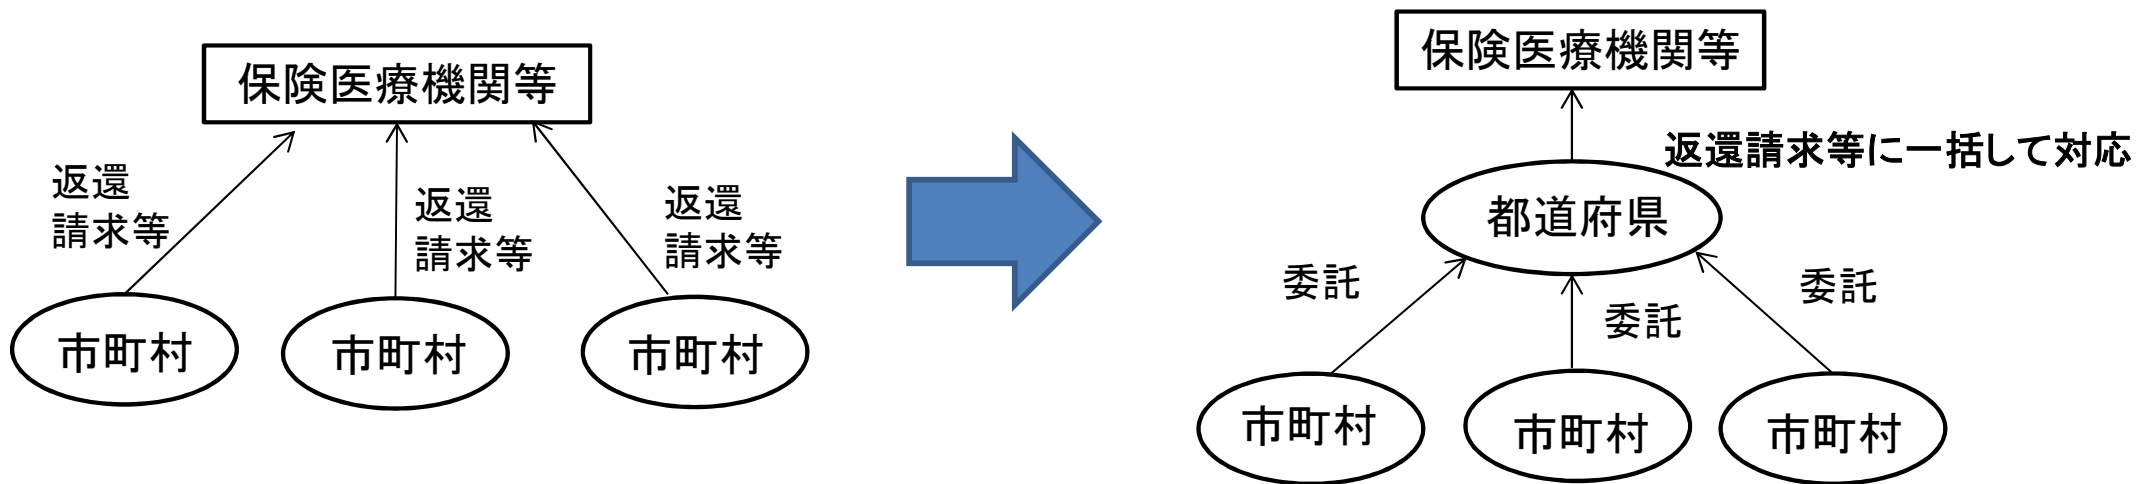 保険医療機関等
返還
請求等
返還
請求等
返還
請求等
市町村
市町村
市町村
保険医療機関等
返還請求等に一括して対応
都道府県
委託
委託
委託
市町村
市町村
市町村